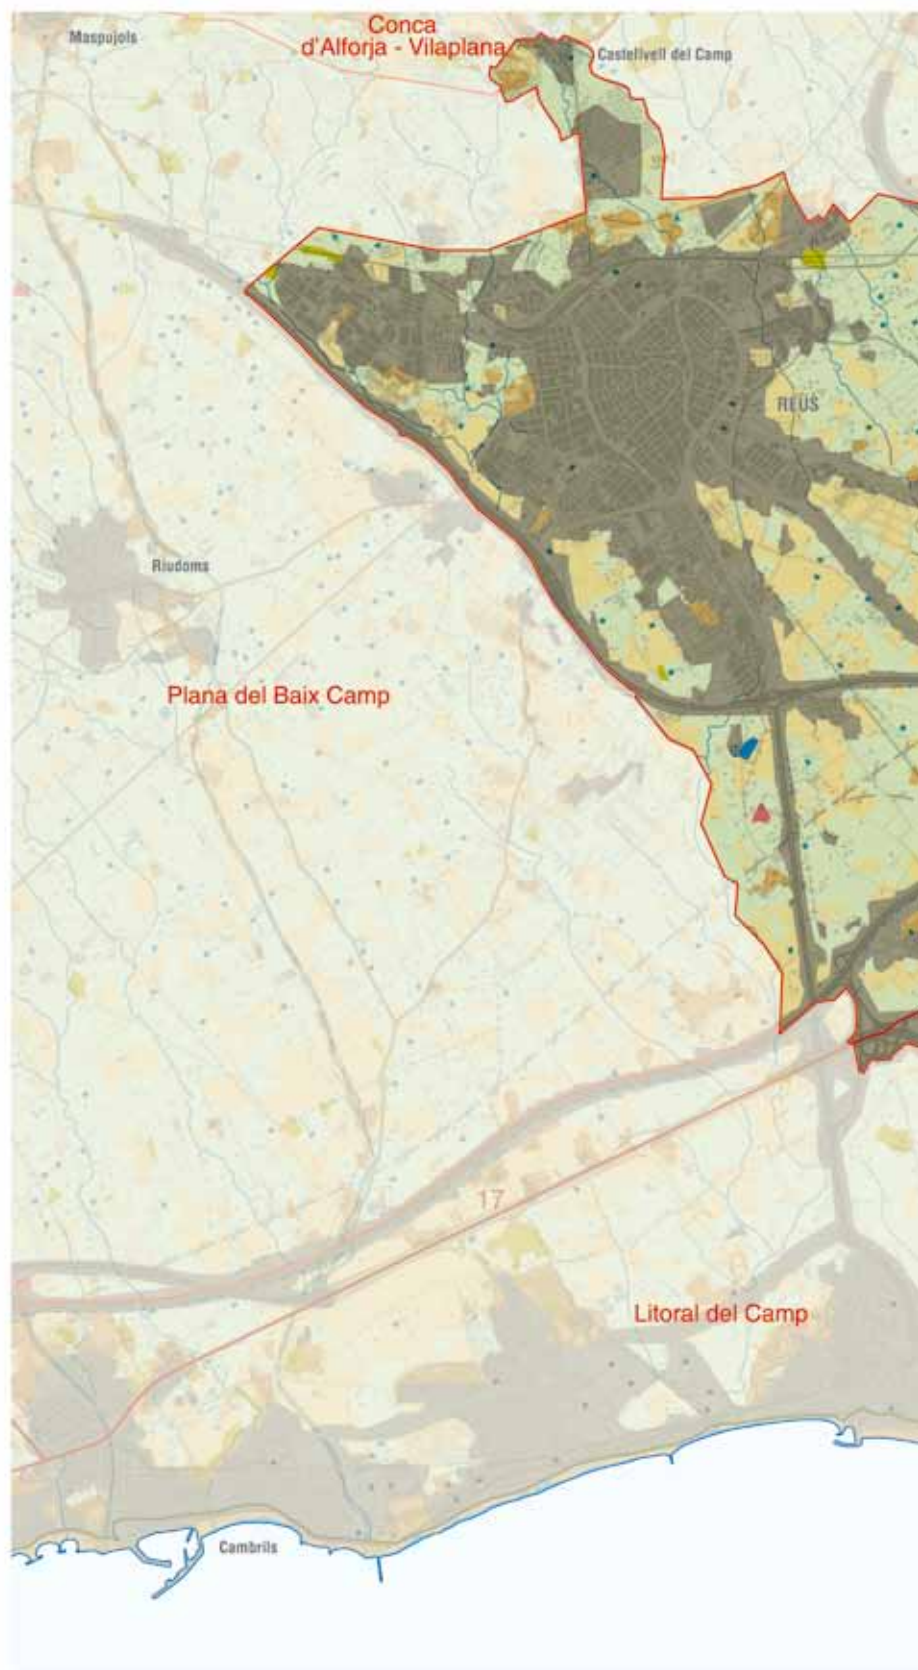 Maspujols
Conca
d'Alforja - Vilaplana
Castellvell del Camp
REUS
Riudoms
Plana del Baix Camp
17
Litoral del Camp
Cambrils